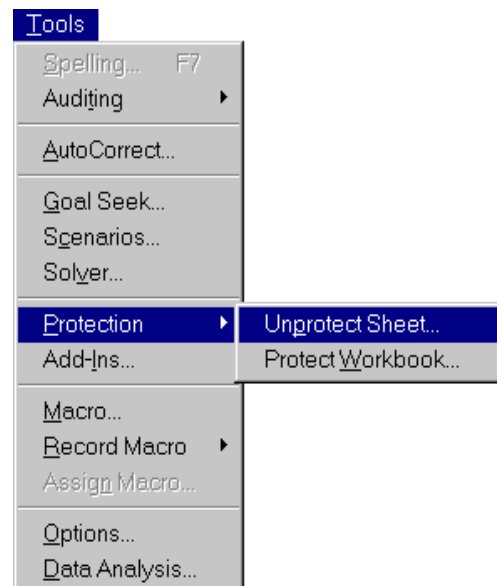 Tools
Spelling... F7
Auditing
AutoCorrect...
Goal Seek...
Scenarios...
Solver...
Protection
Unprotect Sheet...
Add-Ins...
Protect Workbook...
Macro...
Record Macro
Assign Macro...
Options...
Data Analysis...